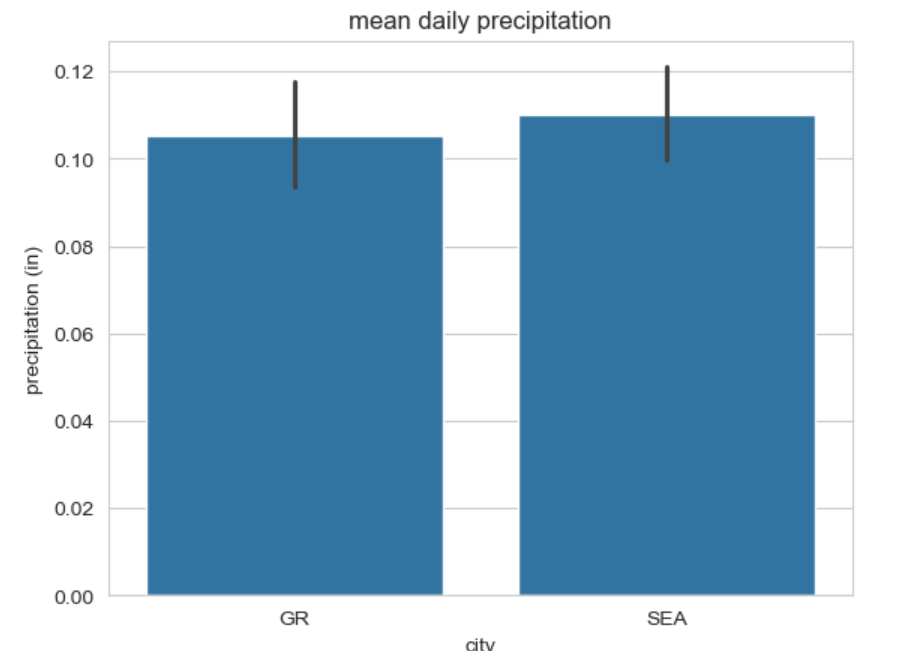 mean daily precipitation
0.12
0.10
0.08
0.06
0.04
0.02
0.00
precipitation (in)
GR
SEA
city